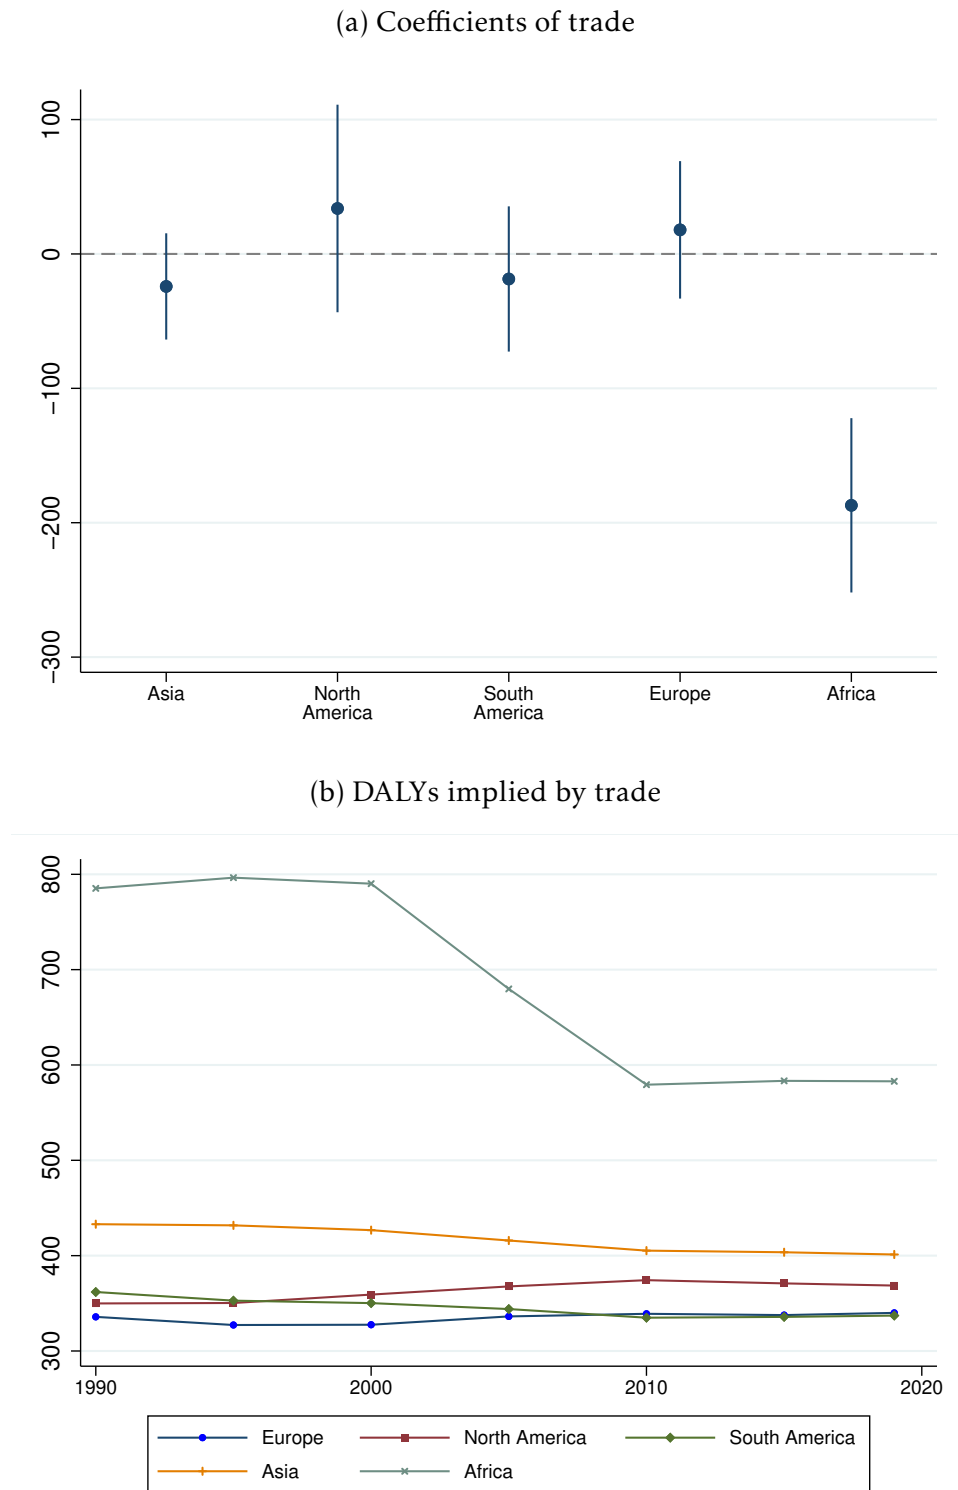 (a) Coefficients of trade
100
0
−100
−200
−300
Asia
North
America
South
America
Europe
Africa
(b) DALYs implied by trade
800
700
600
500
400
300
1990
2000
2010
2020
Europe
North America
South America
Asia
Africa